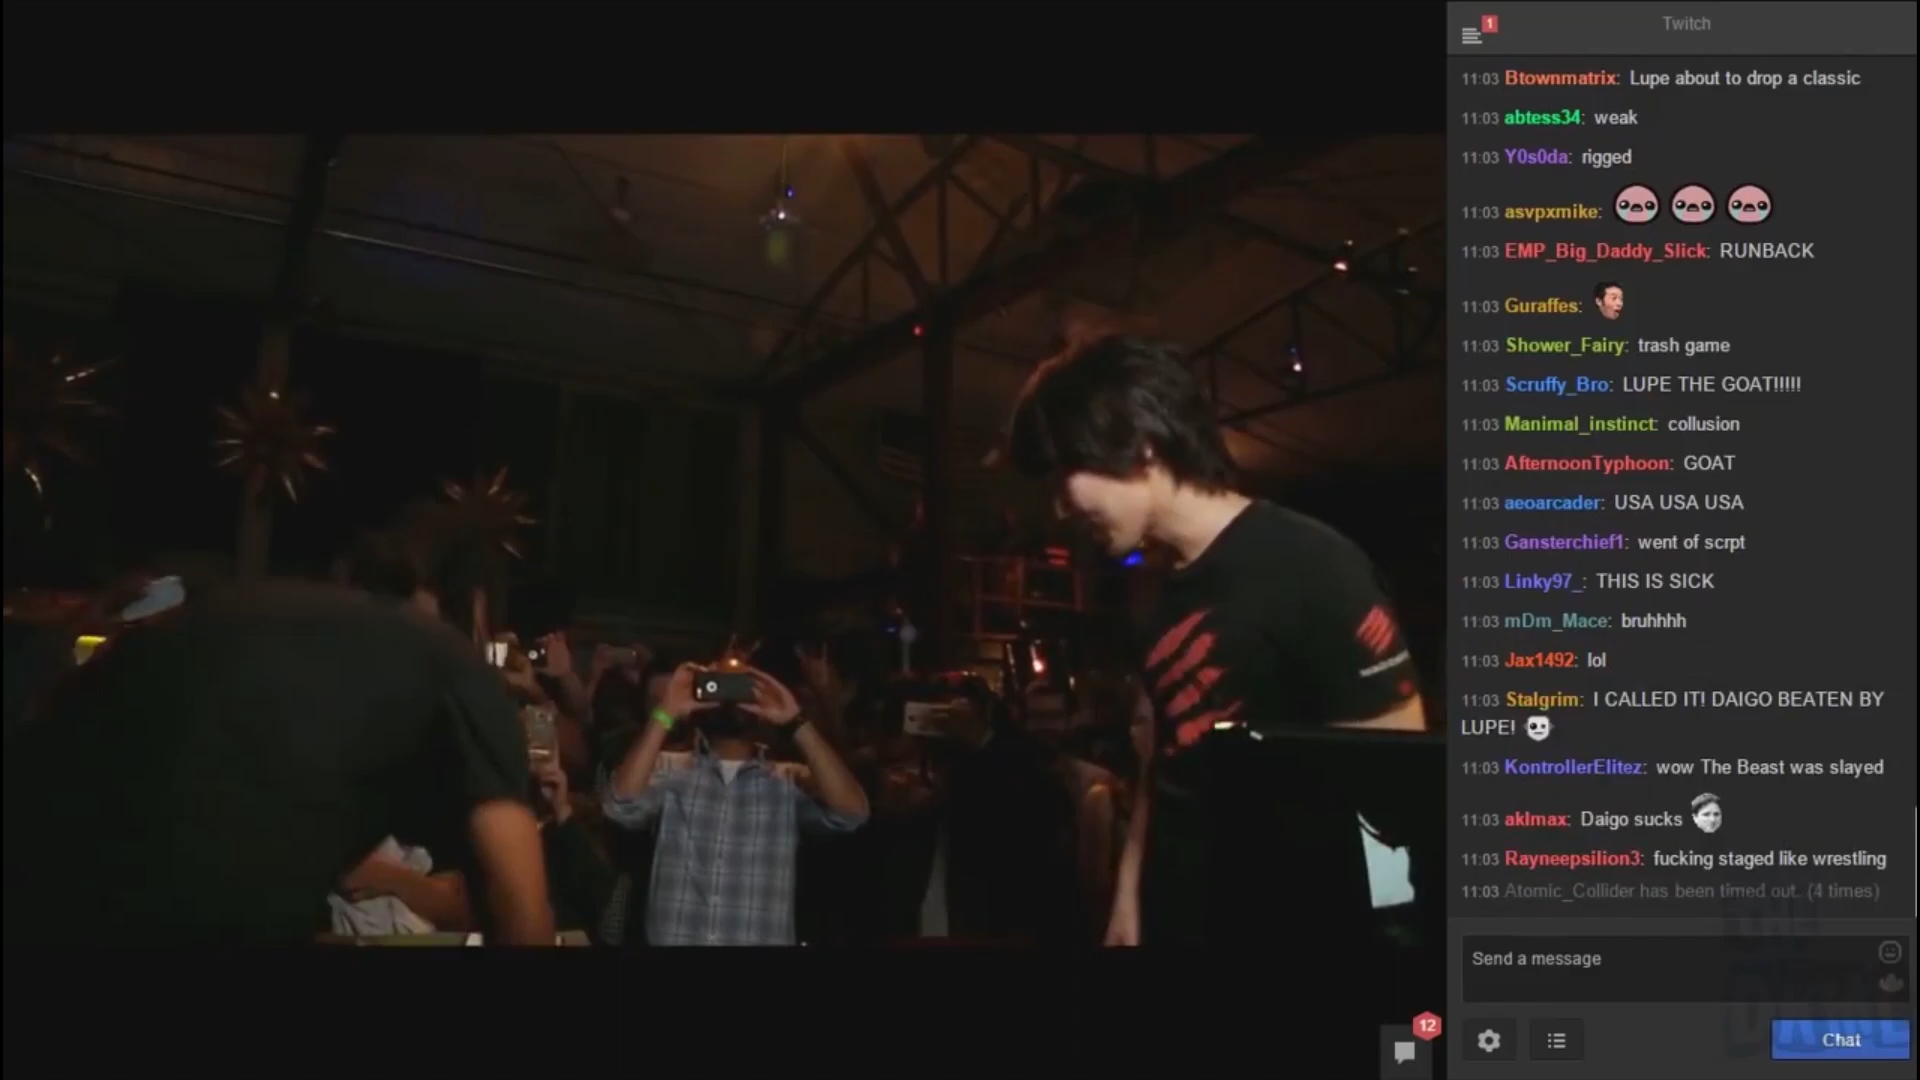 1
Twitch
11:03 Btownmatrix: Lupe about to drop a classic
11:03 abtess34: weak
11:03 Y0s0da: rigged
11:03 asvpxmike:
11:03 EMP_Big_Daddy_Slick: RUNBACK
11:03 Guraffes:
11:03 Shower_Fairy: trash game
11:03 Scruffy_Bro: LUPE THE GOAT!!!!!
11:03 Manimal_instinct: collusion
11:03 AfternoonTyphoon: GOAT
11:03 aeoarcader: USA USA USA
11:03 Gansterchief1: went of scrpt
11:03 Linky97_: THIS IS SICK
11:03 mDm_Mace: bruhhhh
11:03 Jax1492: lol
11:03 Stalgrim: I CALLED IT! DAIGO BEATEN BY
LUPE!
11:03 KontrollerElitez: wow The Beast was slayed
11:03 aklmax: Daigo sucks
11:03 Rayneepsilion3: fucking staged like wrestling
11:03 Atomic_Collider has been timed out. (4 times)
Send a message
12
Chat